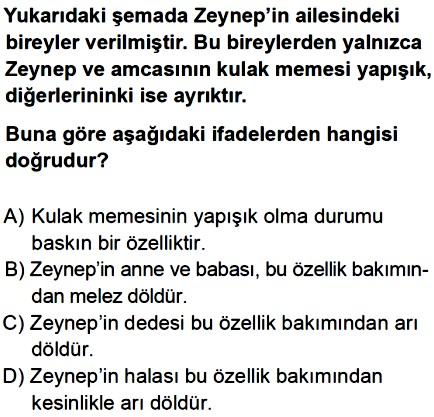 Yukarıdaki şemada Zeynep'in ailesindeki
bireyler verilmiştir. Bu bireylerden yalnızca
Zeynep ve amcasının kulak memesi yapışık,
diğerlerininki ise ayrıktır.
Buna göre aşağıdaki ifadelerden hangisi
doğrudur?
A) Kulak memesinin yapışık olma durumu
baskın bir özelliktir.
B) Zeynep'in anne ve babası, bu özellik bakımın-
dan melez döldür.
C) Zeynep'in dedesi bu özellik bakımından arı
döldür.
D) Zeynep'in halası bu özellik bakımından
kesinlikle arı döldür.